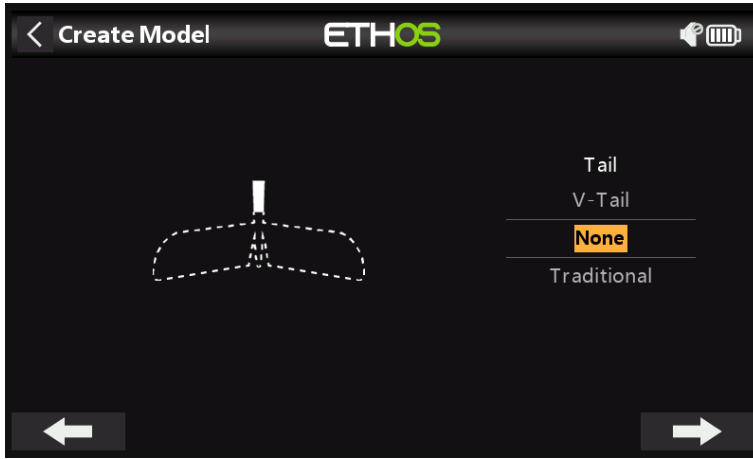 Create Model
ETHOS
Tail
V-Tail
None
Traditional